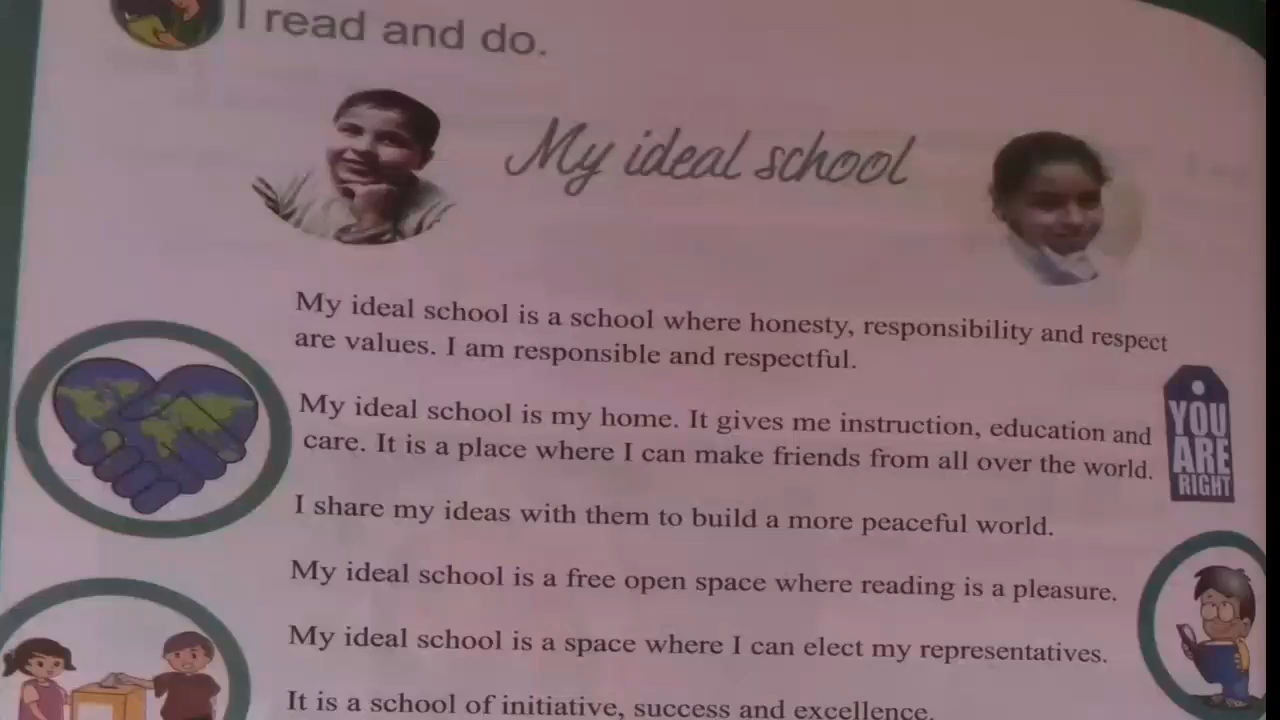 I read and do.
My ideal school
My ideal school is a school where honesty, responsibility and respect
are values. I am responsible and respectful.
My ideal school is my home. It gives me instruction, education and
care. It is a place where I can make friends from all over the world.
YOU
ARE
RIGHT
I share my ideas with them to build a more peaceful world.
My ideal school is a free open space where reading is a pleasure.
My ideal school is a space where I can elect my representatives.
It is a school of initiative, success and excellence.